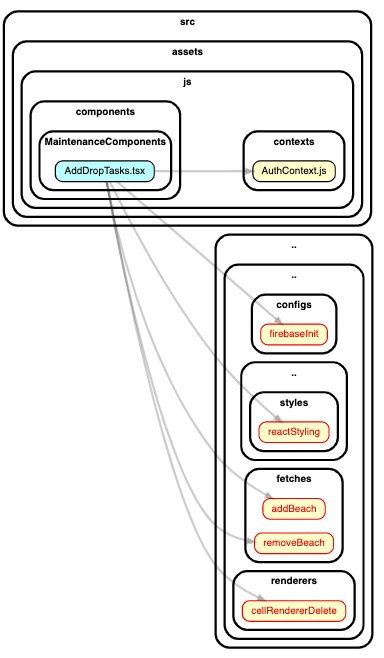 src
assets
js
components
MaintenanceComponents
AddDropTasks.tsx
contexts
AuthContext.js
..
..
configs
firebaseInit
..
styles
reactStyling
fetches
addBeach
removeBeach
renderers
cellRendererDelete